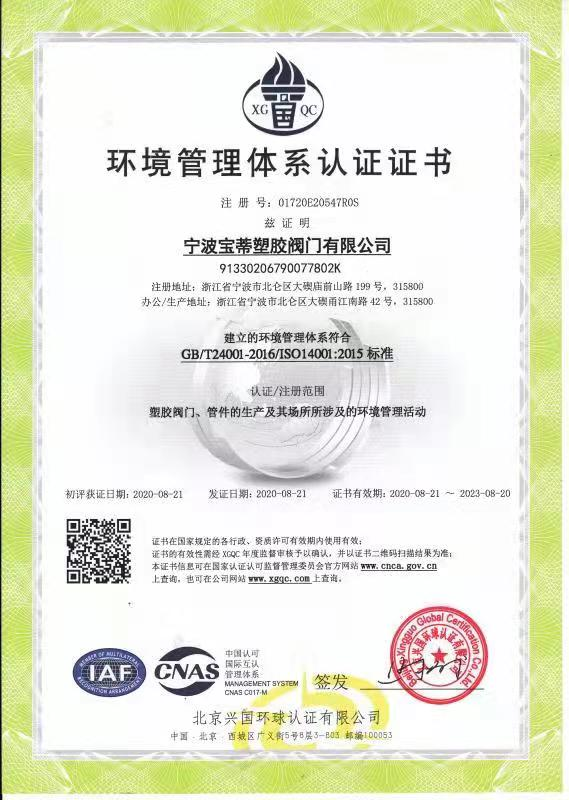 XG 国 QC
环境管理体系认证证书
注 册 号：01720E20547R0S
兹 证 明
宁波宝蒂塑胶阀门有限公司
91330206790077802K
注册地址：浙江省宁波市北仑区大碶庙前山路 199 号，315800
办公/生产地址：浙江省宁波市北仑区大碶甬江南路 42 号，315800
建立的环境管理体系符合
GB/T24001-2016/ISO14001:2015 标准
认证/注册范围
塑胶阀门、管件的生产及其场所所涉及的环境管理活动
初评获证日期：2020-08-21 发证日期：2020-08-21 证书有效期：2020-08-21 ～ 2023-08-20
证书在国家规定的各行政、资质许可有效期内使用有效；
证书的有效性需经 XGQC 年度监督审核予以确认，并以证书二维码扫描结果为准；
本证书信息可在国家认证认可监督管理委员会官方网站 www.cnca.gov.cn
上查询，也可在公司网站 www.xgqc.com 上查询。
MEMBER OF MULTILATERAL
IAF
RECOGNITION ARRANGEMENT
CNAS
中国认可
国际互认
管理体系
MANAGEMENT SYSTEM
CNAS C017-M
签发
Beijing Xingguo Global Certification Co.,Ltd
北京兴国环球认证有限公司
北京兴国环球认证有限公司
中国 · 北京 · 西城区广义街5号8层3-803 邮编100053